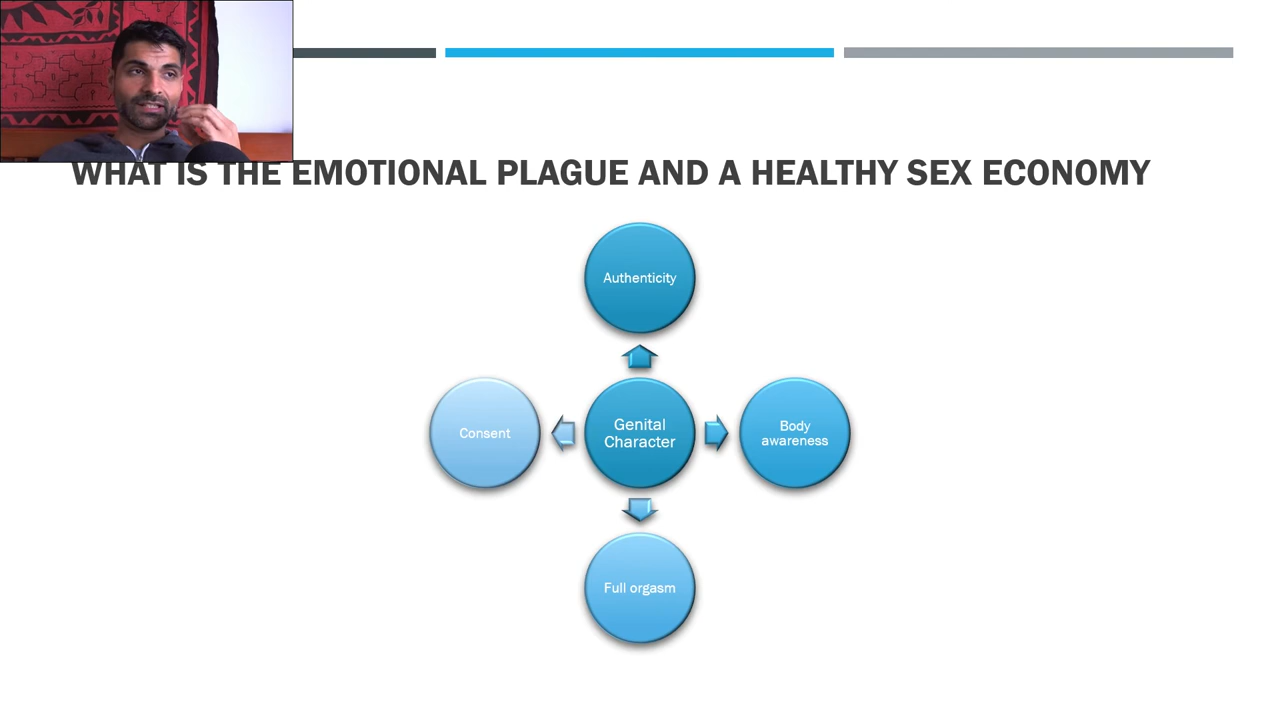 WHAT IS THE EMOTIONAL PLAGUE AND A HEALTHY SEX ECONOMY
Authenticity
Consent
Genital
Character
Body
awareness
Full orgasm